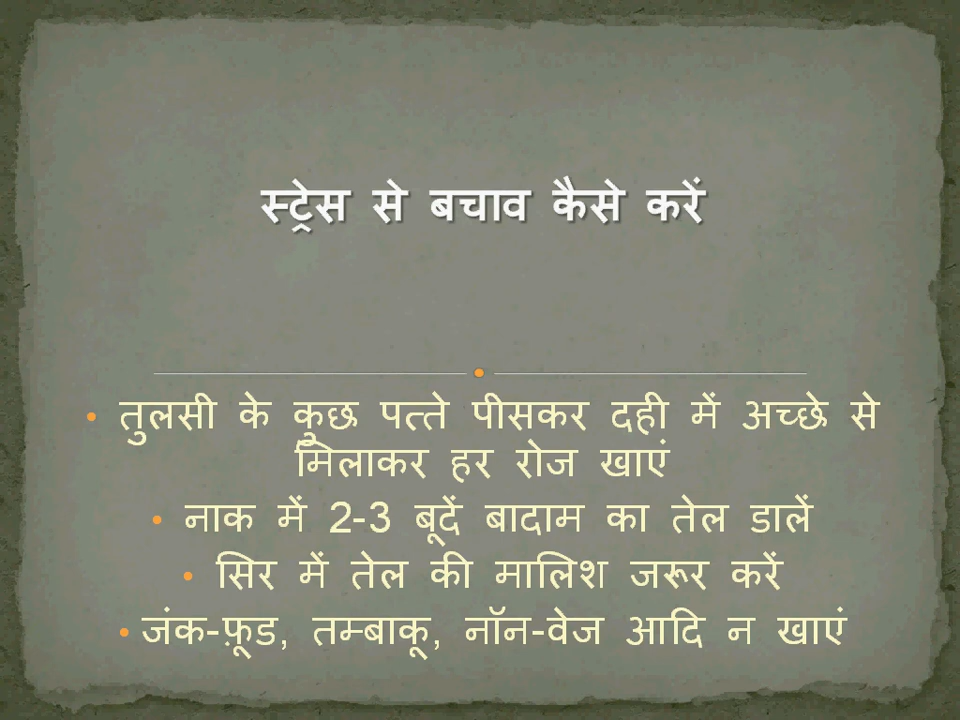 स्ट्रेस से बचाव कैसे करें
• तुलसी के कुछ पत्ते पीसकर दही में अच्छे से
मिलाकर हर रोज खाएं
• नाक में 2-3 बूदें बादाम का तेल डालें
• सिर में तेल की मालिश जरूर करें
• जंक-फ़ूड, तम्बाकू, नॉन-वेज आदि न खाएं